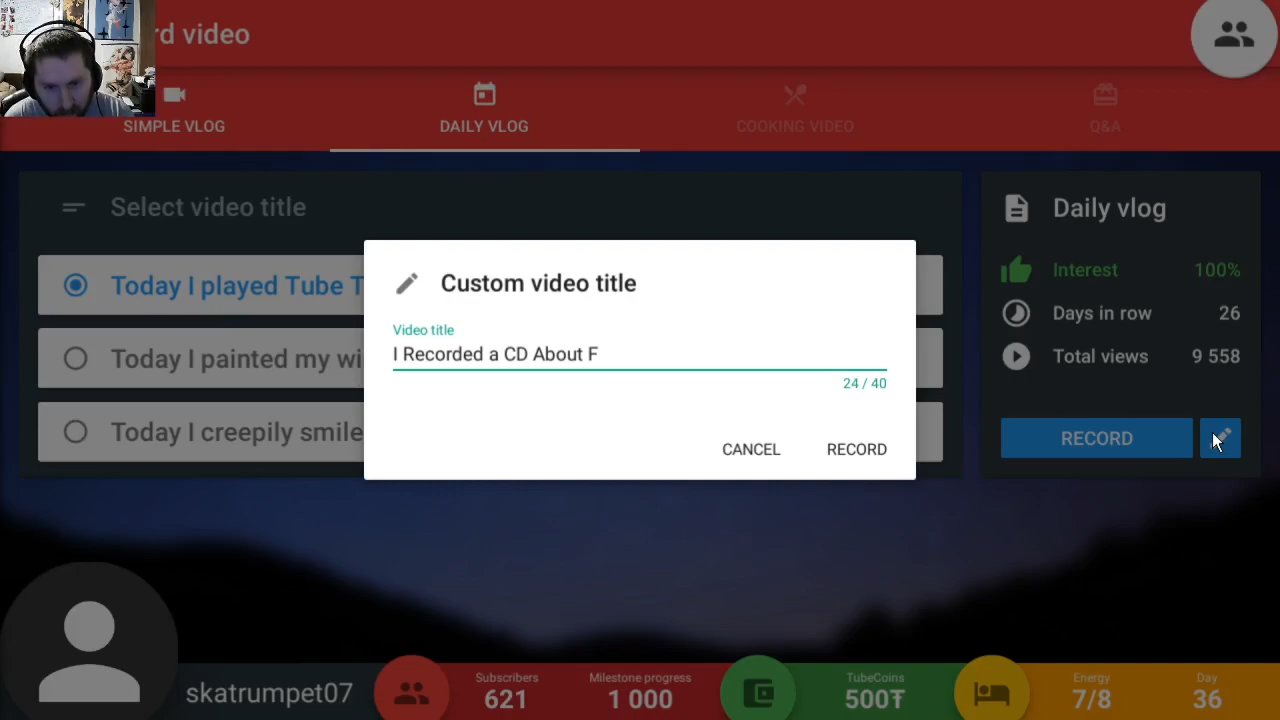 rd video
SIMPLE VLOG
DAILY VLOG
COOKING VIDEO
Q&A
Select video title
Today I played Tube T
Today I painted my wi
Today I creepily smile
Daily vlog
Interest 100%
Days in row 26
Total views 9 558
RECORD
Custom video title
Video title
I Recorded a CD About F
24 / 40
CANCEL RECORD
skatrumpet07
Subscribers
621
Milestone progress
1 000
TubeCoins
500₸
Energy
7/8
Day
36